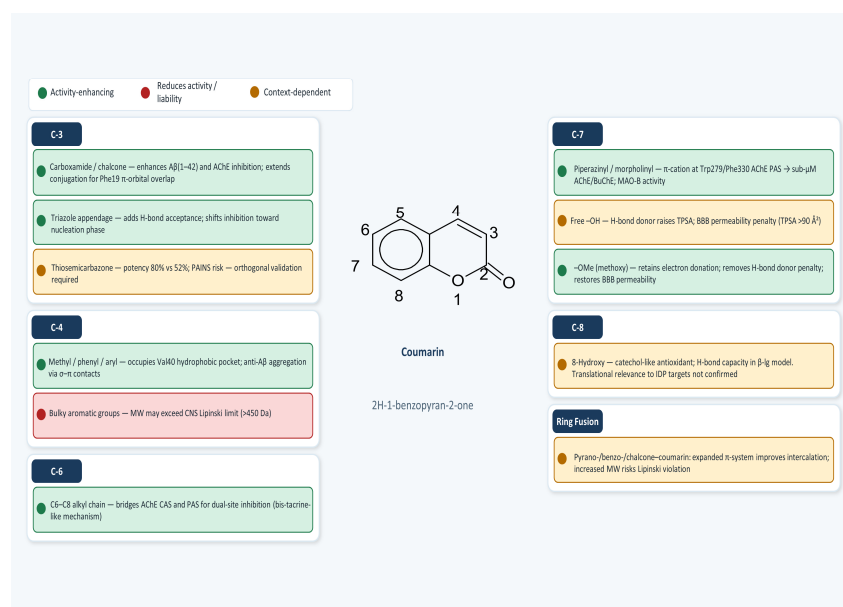 Activity-enhancing
Reduces activity /
liability
Context-dependent
C-3
Carboxamide / chalcone — enhances Aβ(1–42) and AChE inhibition; extends
conjugation for Phe19 π-orbital overlap
Triazole appendage — adds H-bond acceptance; shifts inhibition toward
nucleation phase
Thiosemicarbazone — potency 80% vs 52%; PAINS risk — orthogonal validation
required
C-4
Methyl / phenyl / aryl — occupies Val40 hydrophobic pocket; anti-Aβ aggregation
via σ–π contacts
Bulky aromatic groups — MW may exceed CNS Lipinski limit (>450 Da)
C-6
C6–C8 alkyl chain — bridges AChE CAS and PAS for dual-site inhibition (bis-tacrine-
like mechanism)
5
4
6
3
7
2
8
O
O
1
Coumarin
2H-1-benzopyran-2-one
C-7
Piperazinyl / morpholinyl — π-cation at Trp279/Phe330 AChE PAS → sub-μM
AChE/BuChE; MAO-B activity
Free –OH — H-bond donor raises TPSA; BBB permeability penalty (TPSA >90 Å²)
–OMe (methoxy) — retains electron donation; removes H-bond donor penalty;
restores BBB permeability
C-8
8-Hydroxy — catechol-like antioxidant; H-bond capacity in β-lg model.
Translational relevance to IDP targets not confirmed
Ring Fusion
Pyrano-/benzo-/chalcone–coumarin: expanded π-system improves intercalation;
increased MW risks Lipinski violation